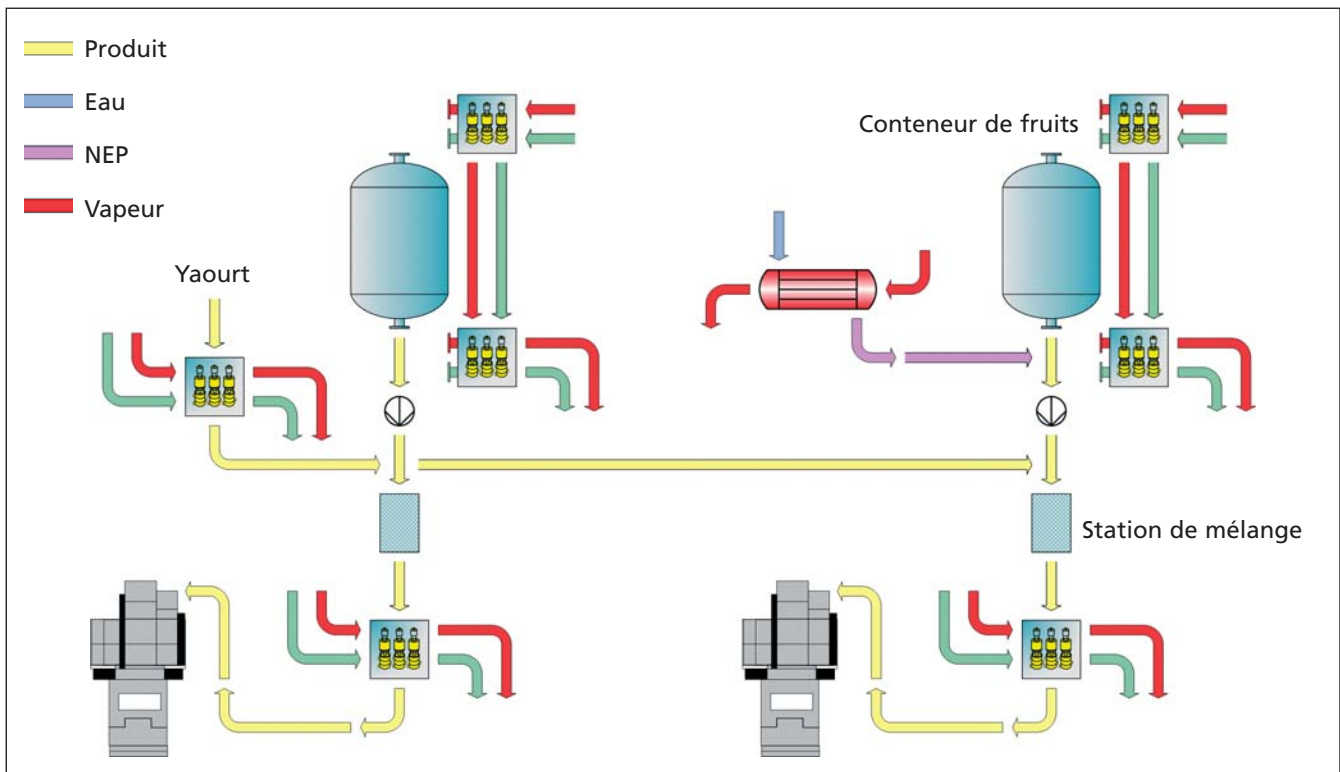 Produit
Eau
NEP
Vapeur
Conteneur de fruits
Yaourt
Station de mélange